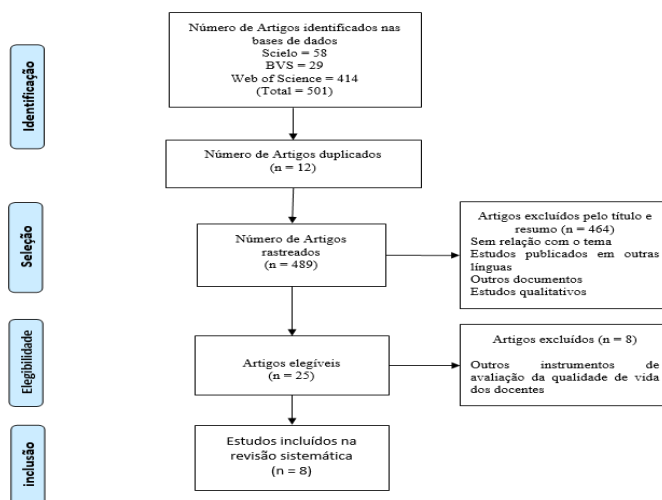 Identificação
Número de Artigos identificados nas
bases de dados
Scielo = 58
BVS = 29
Web of Science = 414
(Total = 501)
Número de Artigos duplicados
(n = 12)
Seleção
Número de Artigos
rastreados
(n = 489)
Artigos excluídos pelo título e
resumo (n = 464)
Sem relação com o tema
Estudos publicados em outras
línguas
Outros documentos
Estudos qualitativos
Elegibilidade
Artigos elegíveis
(n = 25)
Artigos excluídos (n = 8)
Outros instrumentos de
avaliação da qualidade de vida
dos docentes
inclusão
Estudos incluídos na
revisão sistemática
(n = 8)